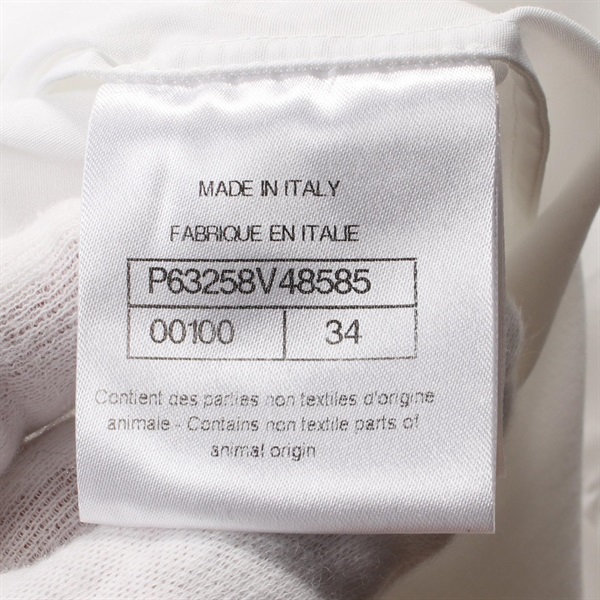 MADE IN ITALY
FABRIQUE EN ITALIE
P63258V48585
00100 34
Contient des parties non textiles d'origine
animale - Contains non textile parts of
animal origin